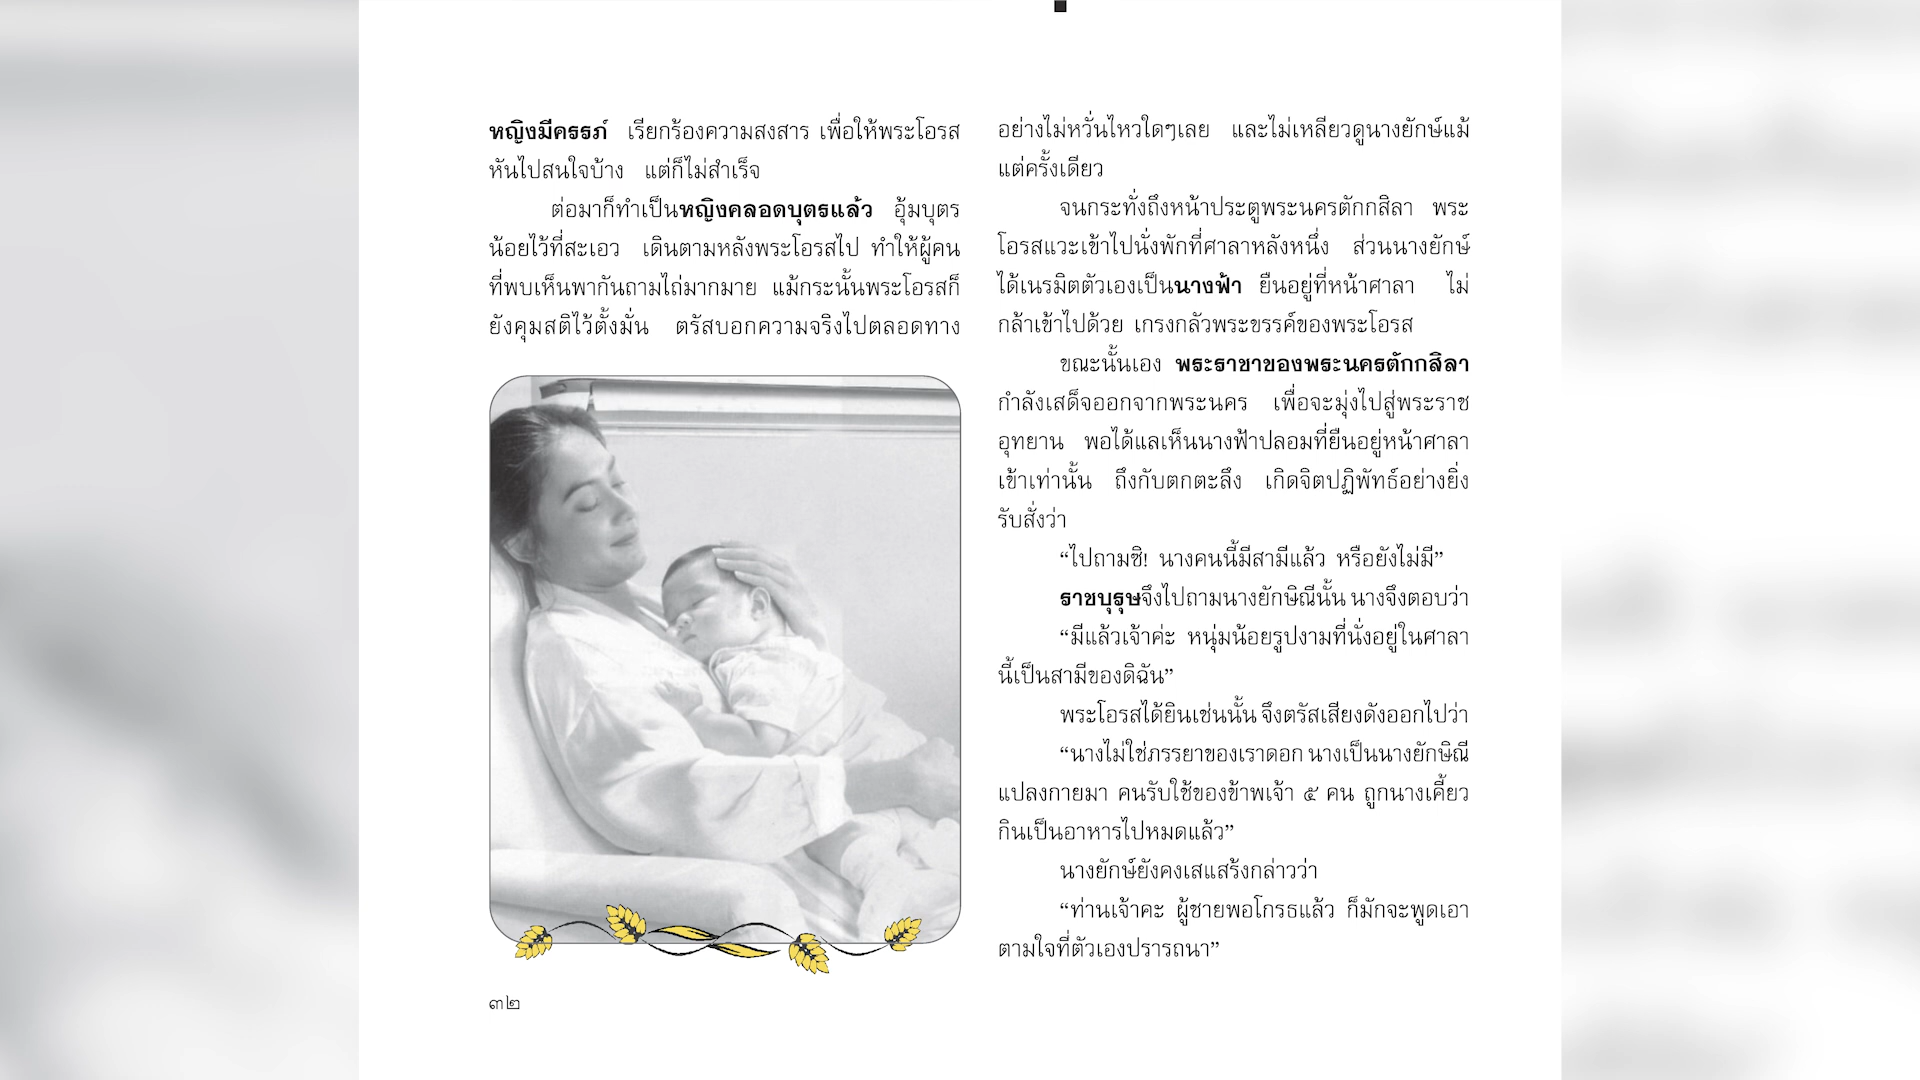 หญิงมีครรภ์ เรียกร้องความสงสาร เพื่อให้พระโอรส
หันไปสนใจบ้าง แต่ก็ไม่สำเร็จ
ต่อมาก็ทำเป็นหญิงคลอดบุตรแล้ว อุ้มบุตร
น้อยไว้ที่สะเอว เดินตามหลังพระโอรสไป ทำให้ผู้คน
ที่พบเห็นพากันถามไถ่มากมาย แม้กระนั้นพระโอรสก็
ยังคุมสติไว้ตั้งมั่น ตรัสบอกความจริงไปตลอดทาง
๓๒
อย่างไม่หวั่นไหวใดๆเลย และไม่เหลียวดูนางยักษ์แม้
แต่ครั้งเดียว
จนกระทั่งถึงหน้าประตูพระนครตักกสิลา พระ
โอรสแวะเข้าไปนั่งพักที่ศาลาหลังหนึ่ง ส่วนนางยักษ์
ได้เนรมิตตัวเองเป็นนางฟ้า ยืนอยู่ที่หน้าศาลา ไม่
กล้าเข้าไปด้วย เกรงกลัวพระขรรค์ของพระโอรส
ขณะนั้นเอง พระราชาของพระนครตักกสิลา
กำลังเสด็จออกจากพระนคร เพื่อจะมุ่งไปสู่พระราช
อุทยาน พอได้แลเห็นนางฟ้าปลอมที่ยืนอยู่หน้าศาลา
เข้าเท่านั้น ถึงกับตกตะลึง เกิดจิตปฏิพัทธ์อย่างยิ่ง
รับสั่งว่า
“ไปถามซิ! นางคนนี้มีสามีแล้ว หรือยังไม่มี”
ราชบุรุษจึงไปถามนางยักษิณีนั้น นางจึงตอบว่า
“มีแล้วเจ้าค่ะ หนุ่มน้อยรูปงามที่นั่งอยู่ในศาลา
นี้เป็นสามีของดิฉัน”
พระโอรสได้ยินเช่นนั้น จึงตรัสเสียงดังออกไปว่า
“นางไม่ใช่ภรรยาของเราดอก นางเป็นนางยักษิณี
แปลงกายมา คนรับใช้ของข้าพเจ้า ๕ คน ถูกนางเคี้ยว
กินเป็นอาหารไปหมดแล้ว”
นางยักษ์ยังคงเสแสร้งกล่าวว่า
“ท่านเจ้าคะ ผู้ชายพอโกรธแล้ว ก็มักจะพูดเอา
ตามใจที่ตัวเองปรารถนา”